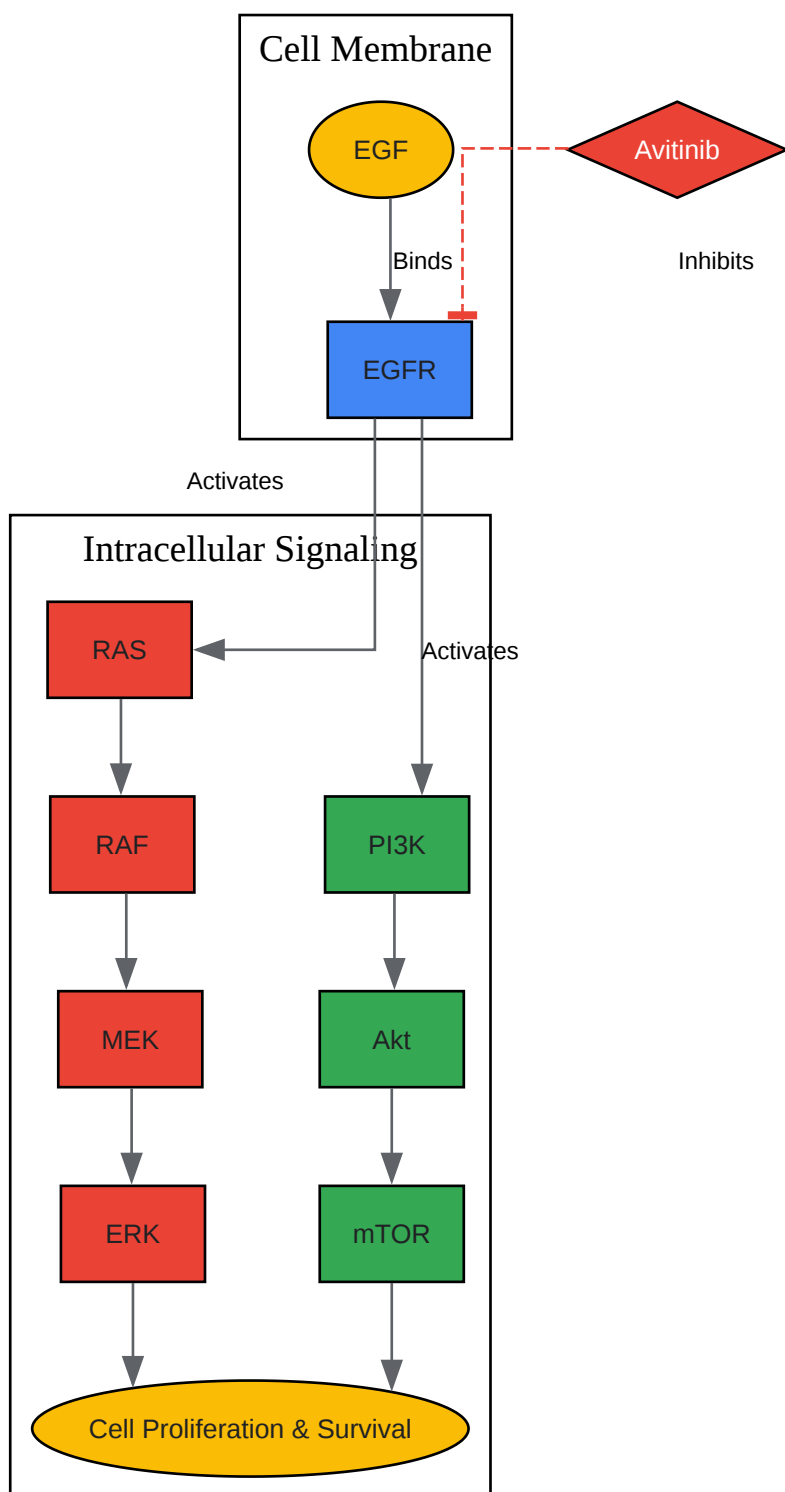 Cell Membrane
EGF
Avitinib
Binds
Inhibits
EGFR
Activates
Intracellular Signaling
RAS
Activates
RAF
PI3K
MEK
Akt
ERK
mTOR
Cell Proliferation & Survival